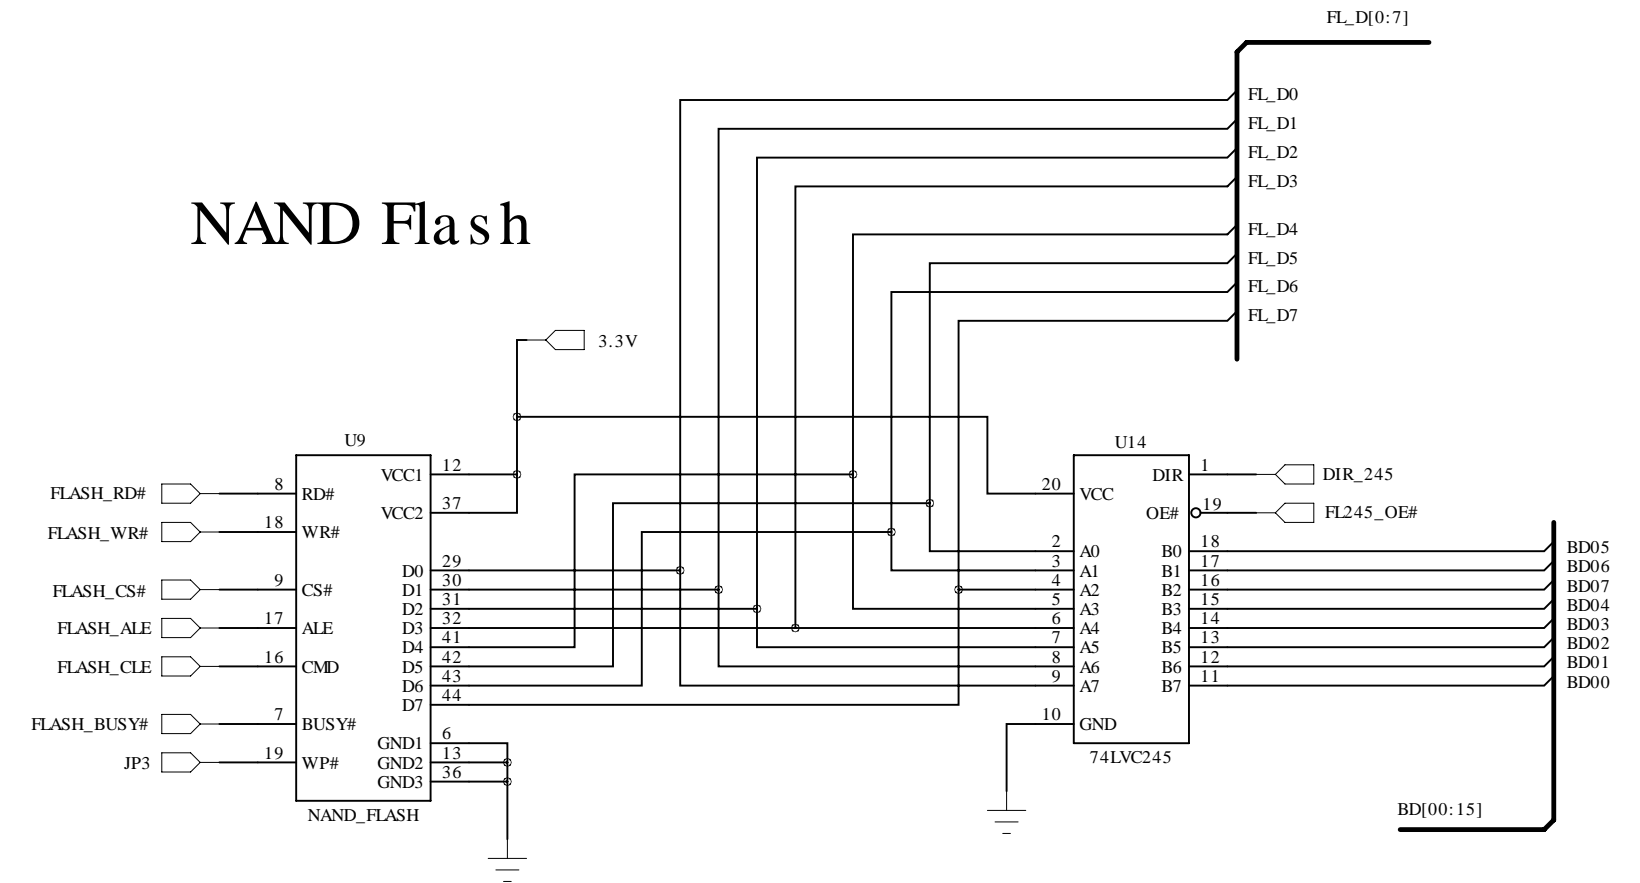 FL_D[0:7]
FL_D0
FL_D1
FL_D2
FL_D3
FL_D4
FL_D5
FL_D6
FL_D7
NAND Flash
3.3V
U9
FLASH_RD# 8 RD#
FLASH_WR# 18 WR#
FLASH_CS# 9 CS#
FLASH_ALE 17 ALE
FLASH_CLE 16 CMD
FLASH_BUSY# 7 BUSY#
JP3 19 WP#
VCC1 12
VCC2 37
D0 29
D1 30
D2 31
D3 32
D4 41
D5 42
D6 43
D7 44
GND1 6
GND2 13
GND3 36
NAND_FLASH
U14
20 VCC
2 A0
3 A1
4 A2
5 A3
6 A4
7 A5
8 A6
9 A7
10 GND
DIR 1 DIR_245
OE# 19 FL245_OE#
B0 18 BD05
B1 17 BD06
B2 16 BD07
B3 15 BD04
B4 14 BD03
B5 13 BD02
B6 12 BD01
B7 11 BD00
74LVC245
BD[00:15]